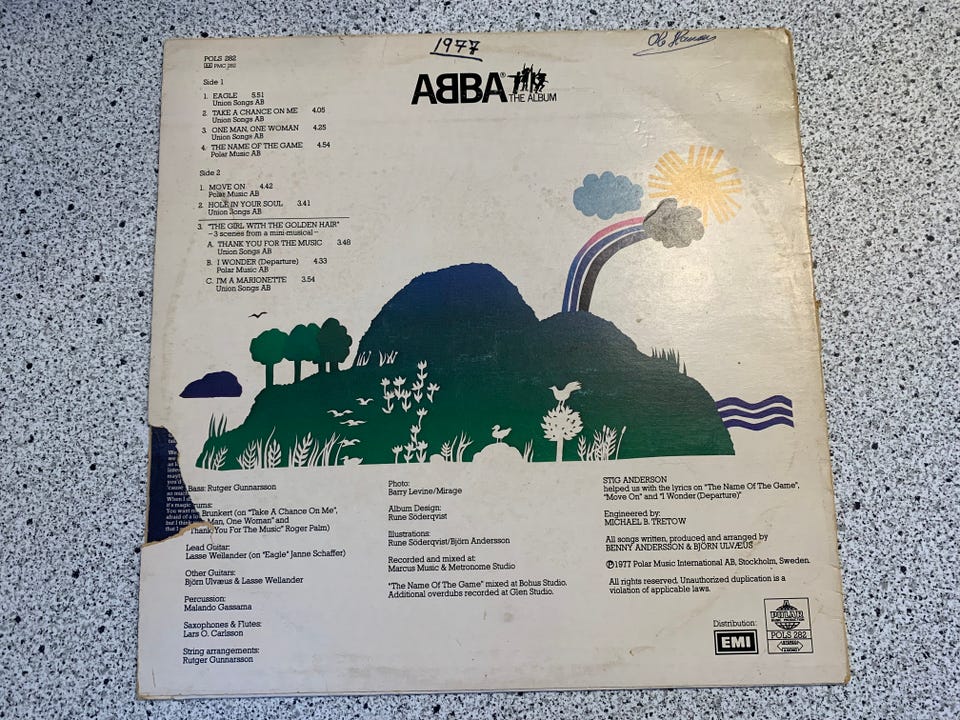 1977
POLS 282
PMC 282
ABBA®
THE ALBUM
Side 1
1. EAGLE 5.51
Union Songs AB
2. TAKE A CHANCE ON ME 4.05
Union Songs AB
3. ONE MAN, ONE WOMAN 4.25
Union Songs AB
4. THE NAME OF THE GAME 4.54
Polar Music AB
Side 2
1. MOVE ON 4.42
Polar Music AB
2. HOLE IN YOUR SOUL 3.41
Union Songs AB
3. "THE GIRL WITH THE GOLDEN HAIR"
–3 scenes from a mini-musical–
A. THANK YOU FOR THE MUSIC 3.48
Union Songs AB
B. I WONDER (Departure) 4.33
Polar Music AB
C. I'M A MARIONETTE 3.54
Union Songs AB
Bass: Rutger Gunnarsson
Brunkert (on "Take A Chance On Me",
Man, One Woman" and
Thank You For The Music" Roger Palm)
Lead Guitar:
Lasse Wellander (on "Eagle" Janne Schaffer)
Other Guitars:
Björn Ulvæus & Lasse Wellander
Percussion:
Malando Gassama
Saxophones & Flutes:
Lars O. Carlsson
String arrangements:
Rutger Gunnarsson
Photo:
Barry Levine/Mirage
Album Design:
Rune Söderqvist
Illustrations:
Rune Söderqvist/Björn Andersson
Recorded and mixed at:
Marcus Music & Metronome Studio
"The Name Of The Game" mixed at Bohus Studio.
Additional overdubs recorded at Glen Studio.
STIG ANDERSON
helped us with the lyrics on "The Name Of The Game",
"Move On" and "I Wonder (Departure)"
Engineered by:
MICHAEL B. TRETOW
All songs written, produced and arranged by
BENNY ANDERSSON & BJÖRN ULVÆUS
℗1977 Polar Music International AB, Stockholm, Sweden.
All rights reserved. Unauthorized duplication is a
violation of applicable laws.
Distribution:
EMI
POLAR
POLS 282